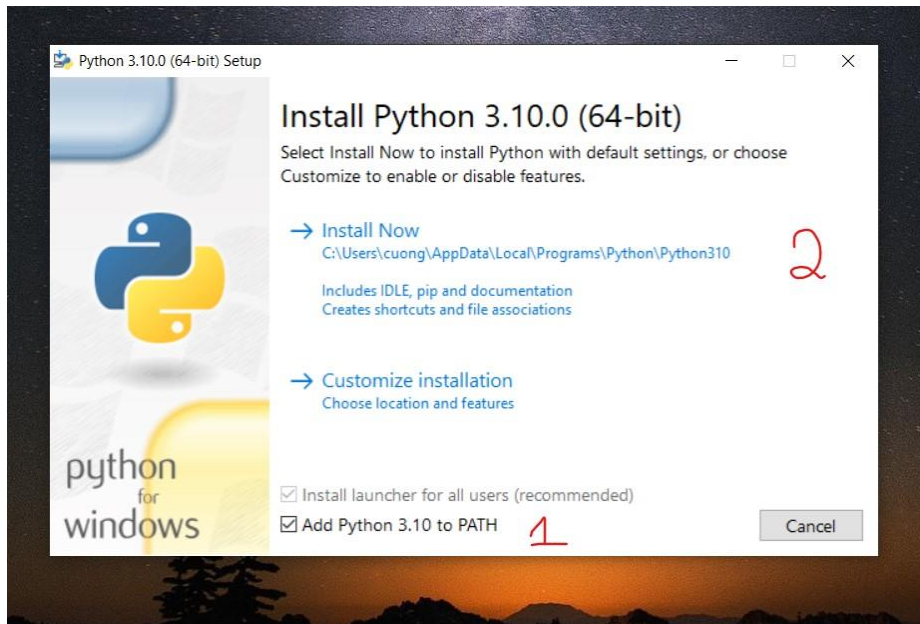 Python 3.10.0 (64-bit) Setup
Install Python 3.10.0 (64-bit)
Select Install Now to install Python with default settings, or choose
Customize to enable or disable features.
Install Now
C:\Users\cuong\AppData\Local\Programs\Python\Python310
2
Includes IDLE, pip and documentation
Creates shortcuts and file associations
Customize installation
Choose location and features
python
for
windows
Install launcher for all users (recommended)
Add Python 3.10 to PATH
1
Cancel